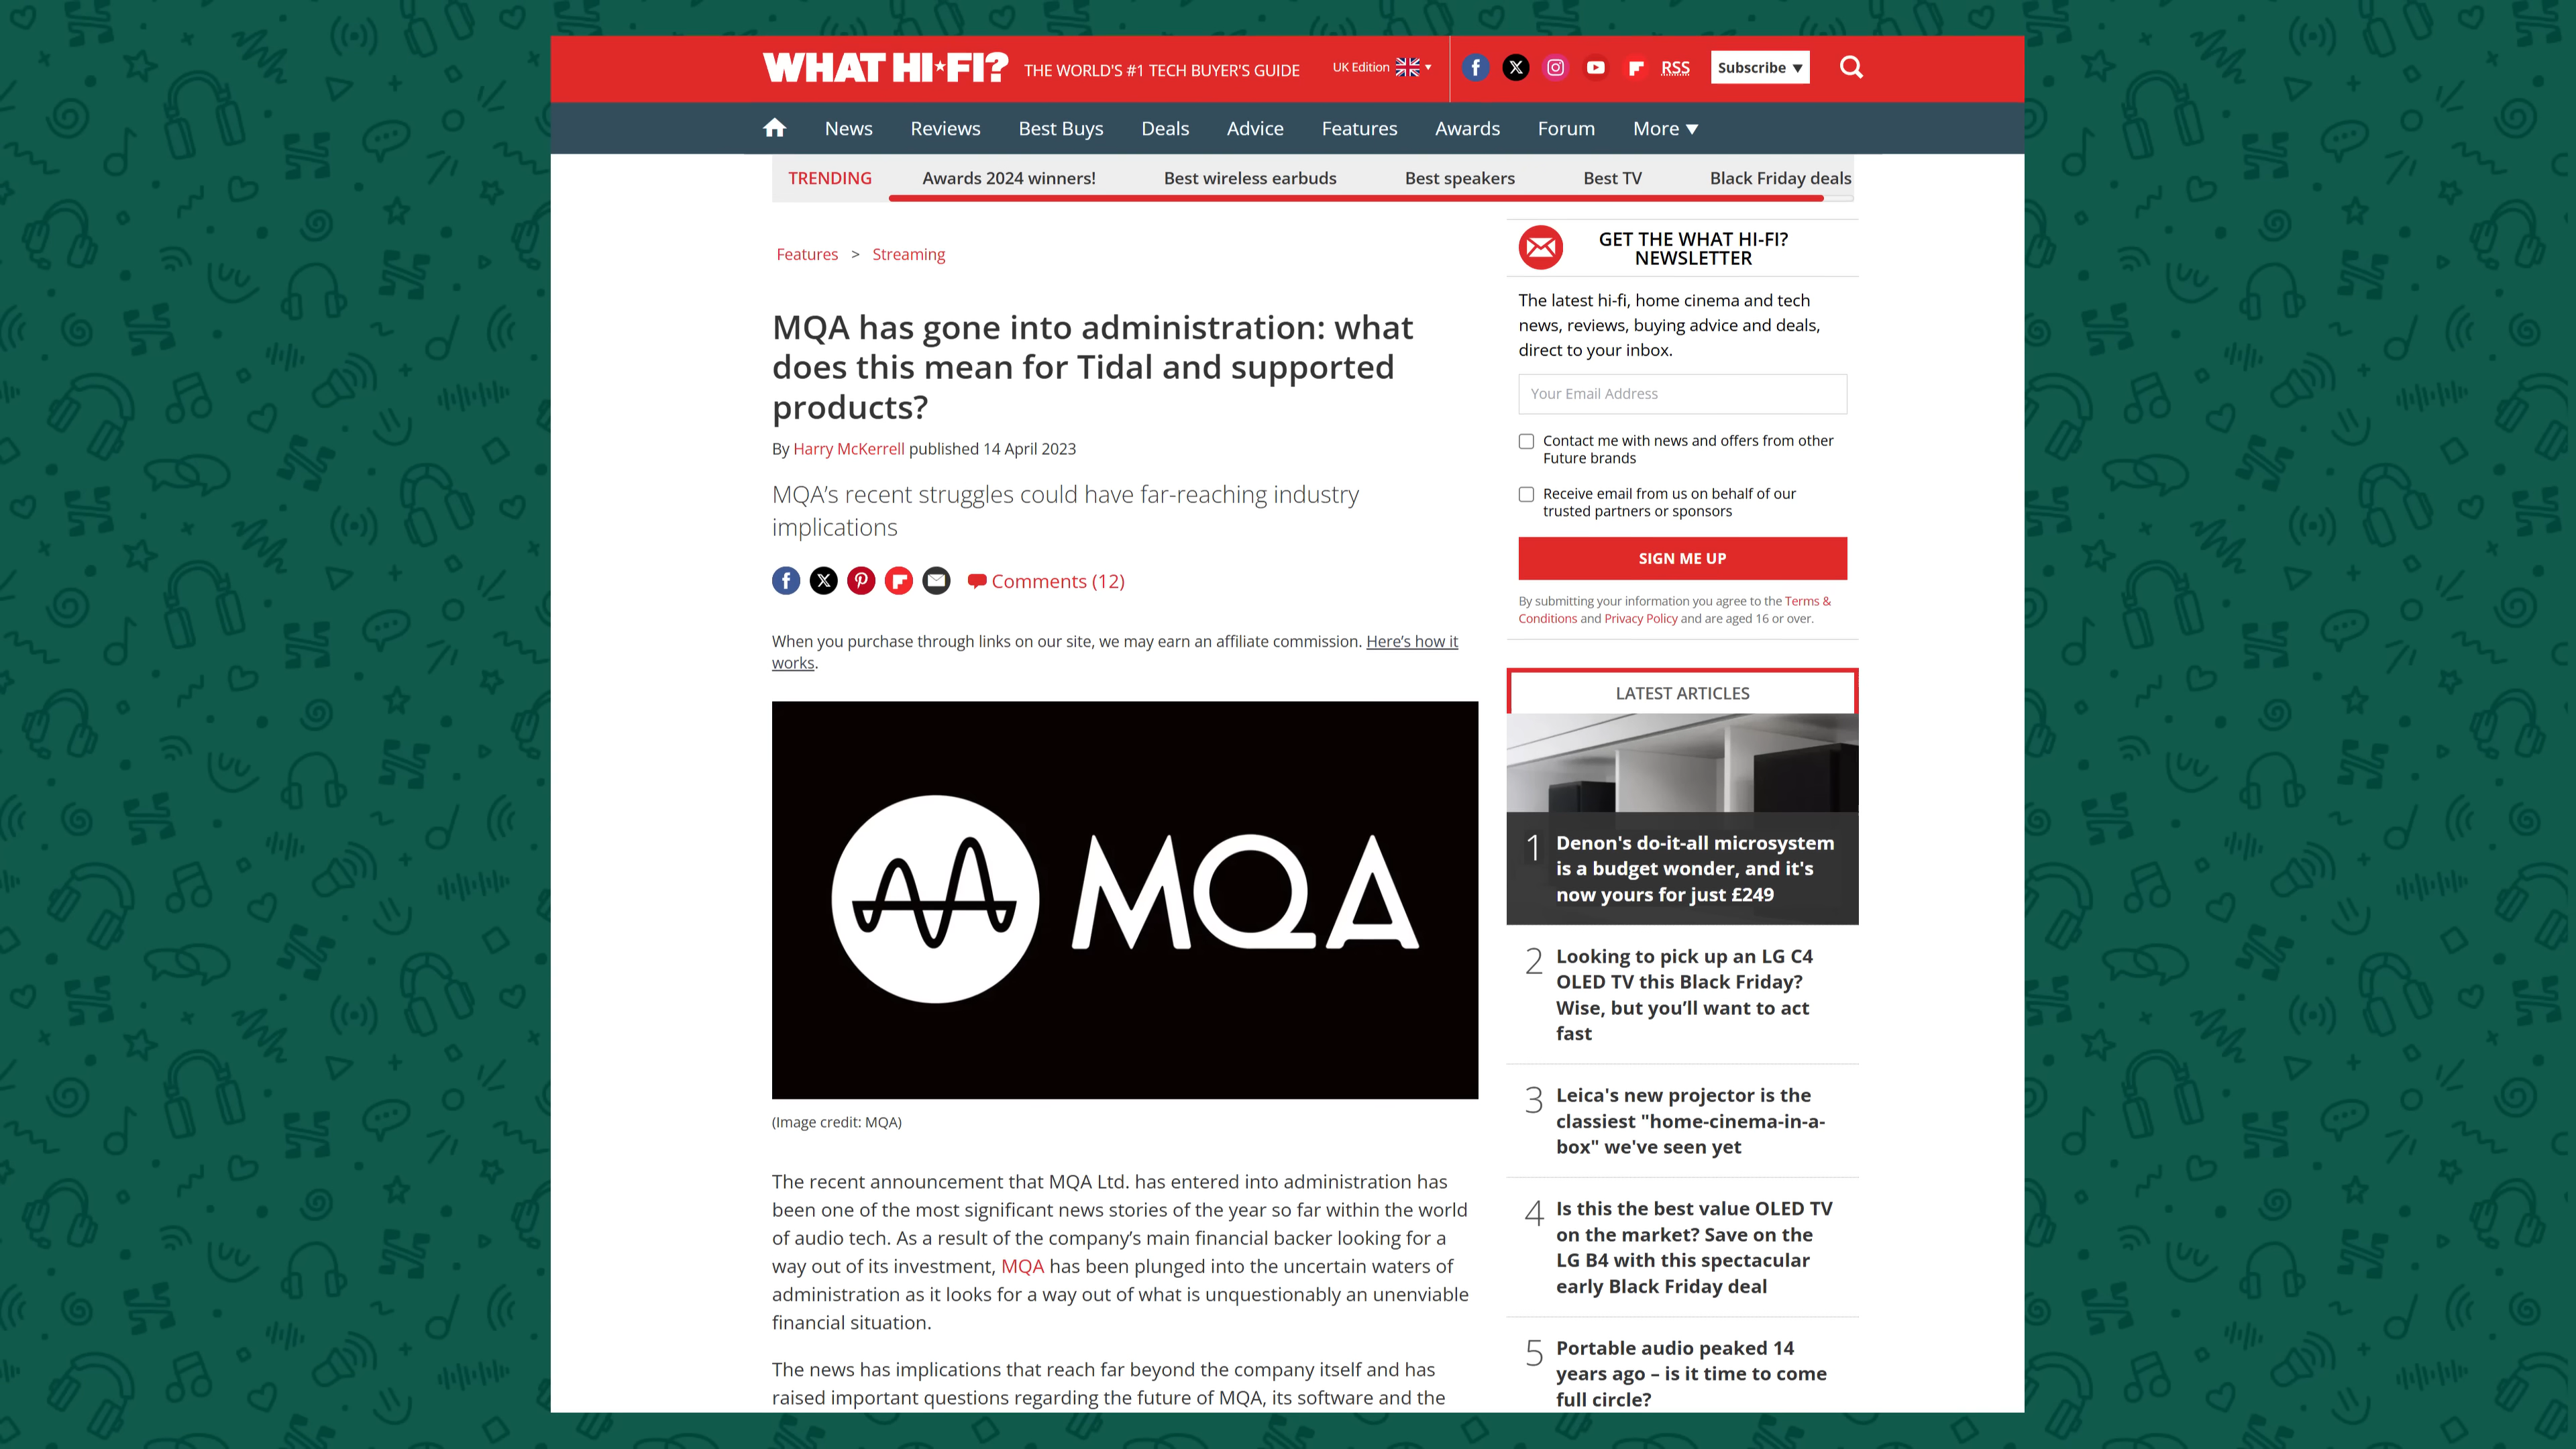 WHAT HI★FI?
THE WORLD'S #1 TECH BUYER'S GUIDE
UK Edition
RSS
Subscribe ▼
News
Reviews
Best Buys
Deals
Advice
Features
Awards
Forum
More ▼
TRENDING
Awards 2024 winners!
Best wireless earbuds
Best speakers
Best TV
Black Friday deals
Features > Streaming
MQA has gone into administration: what
does this mean for Tidal and supported
products?
By Harry McKerrell published 14 April 2023
MQA’s recent struggles could have far-reaching industry
implications
Comments (12)
When you purchase through links on our site, we may earn an affiliate commission. Here’s how it
works.
MQA
(Image credit: MQA)
The recent announcement that MQA Ltd. has entered into administration has
been one of the most significant news stories of the year so far within the world
of audio tech. As a result of the company’s main financial backer looking for a
way out of its investment, MQA has been plunged into the uncertain waters of
administration as it looks for a way out of what is unquestionably an unenviable
financial situation.
The news has implications that reach far beyond the company itself and has
raised important questions regarding the future of MQA, its software and the
GET THE WHAT HI-FI?
NEWSLETTER
The latest hi-fi, home cinema and tech
news, reviews, buying advice and deals,
direct to your inbox.
Your Email Address
Contact me with news and offers from other
Future brands
Receive email from us on behalf of our
trusted partners or sponsors
SIGN ME UP
By submitting your information you agree to the Terms &
Conditions and Privacy Policy and are aged 16 or over.
LATEST ARTICLES
1 Denon's do-it-all microsystem
is a budget wonder, and it's
now yours for just £249
2 Looking to pick up an LG C4
OLED TV this Black Friday?
Wise, but you’ll want to act
fast
3 Leica's new projector is the
classiest "home-cinema-in-a-
box" we've seen yet
4 Is this the best value OLED TV
on the market? Save on the
LG B4 with this spectacular
early Black Friday deal
5 Portable audio peaked 14
years ago – is it time to come
full circle?